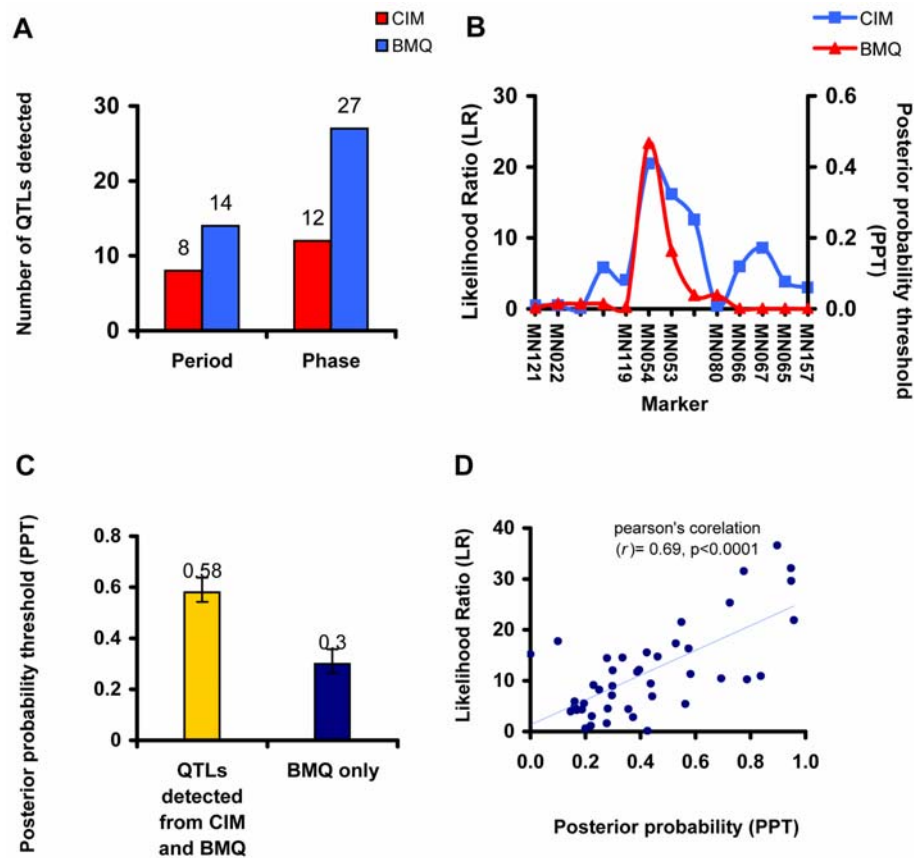 A
CIM
BMQ
Number of QTLs detected
30
20
10
0
8
14
12
27
Period
Phase
B
CIM
BMQ
Likelihood Ratio (LR)
30
20
10
0
Posterior probability threshold
(PPT)
0.6
0.4
0.2
0.0
MN121
MN022
MN119
MN054
MN053
MN080
MN066
MN067
MN065
MN157
Marker
C
Posterior probability threshold (PPT)
0.8
0.6
0.4
0.2
0
0.58
0.3
QTLs
detected
from CIM
and BMQ
BMQ only
D
pearson's corelation
(r)= 0.69, p<0.0001
Likelihood Ratio (LR)
40
30
20
10
0
0.0
0.2
0.4
0.6
0.8
1.0
Posterior probability (PPT)